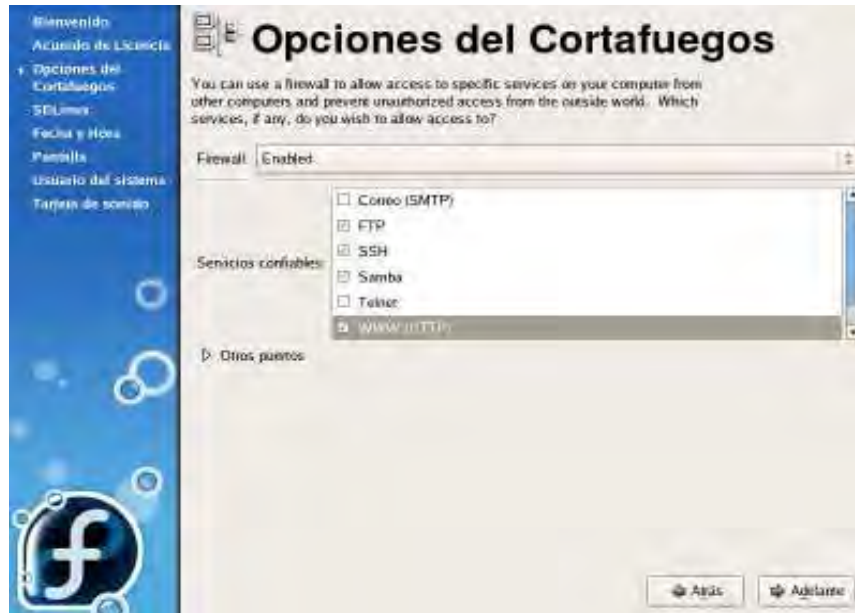 Bienvenido
Acuerdo de Licencia
Opciones del
Cortafuegos
SELinux
Fecha y Hora
Pantalla
Usuario del sistema
Tarjeta de sonido
Opciones del Cortafuegos
You can use a firewall to allow access to specific services on your computer from
other computers and prevent unauthorized access from the outside world. Which
services, if any, do you wish to allow access to?
Firewall: Enabled
Servicios confiables:
Correo (SMTP)
FTP
SSH
Samba
Telnet
WWW (HTTP)
Otros puertos
Atrás
Adelante